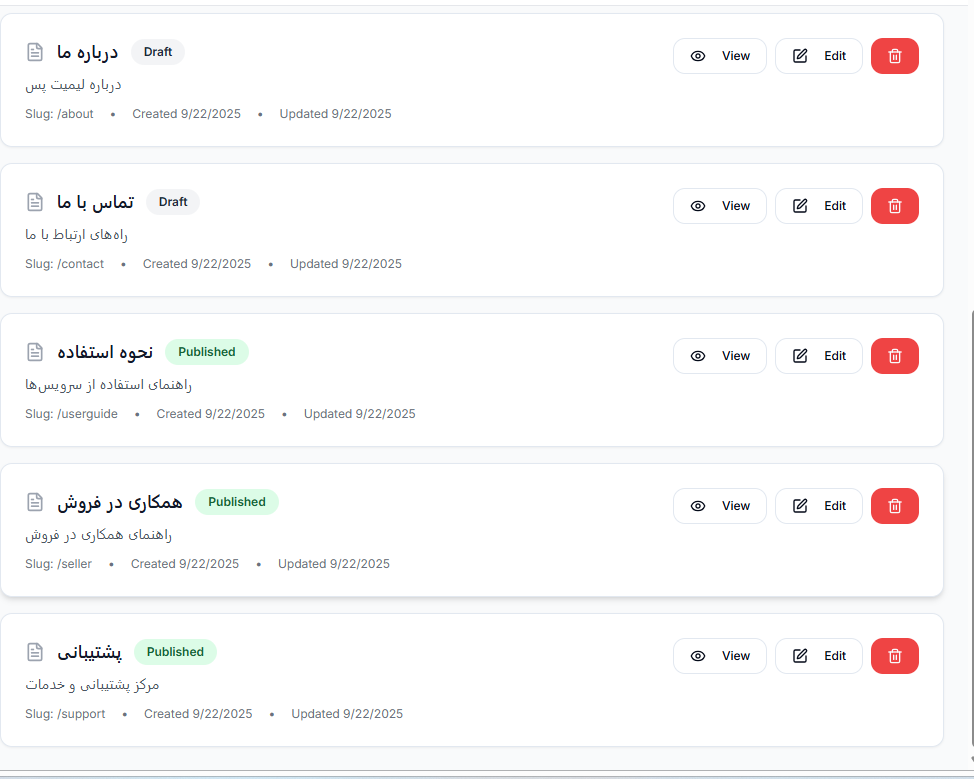 درباره ما Draft View Edit
درباره لیمیت پس
Slug: /about • Created 9/22/2025 • Updated 9/22/2025
تماس با ما Draft View Edit
راه‌های ارتباط با ما
Slug: /contact • Created 9/22/2025 • Updated 9/22/2025
نحوه استفاده Published View Edit
راهنمای استفاده از سرویس‌ها
Slug: /userguide • Created 9/22/2025 • Updated 9/22/2025
همکاری در فروش Published View Edit
راهنمای همکاری در فروش
Slug: /seller • Created 9/22/2025 • Updated 9/22/2025
پشتیبانی Published View Edit
مرکز پشتیبانی و خدمات
Slug: /support • Created 9/22/2025 • Updated 9/22/2025